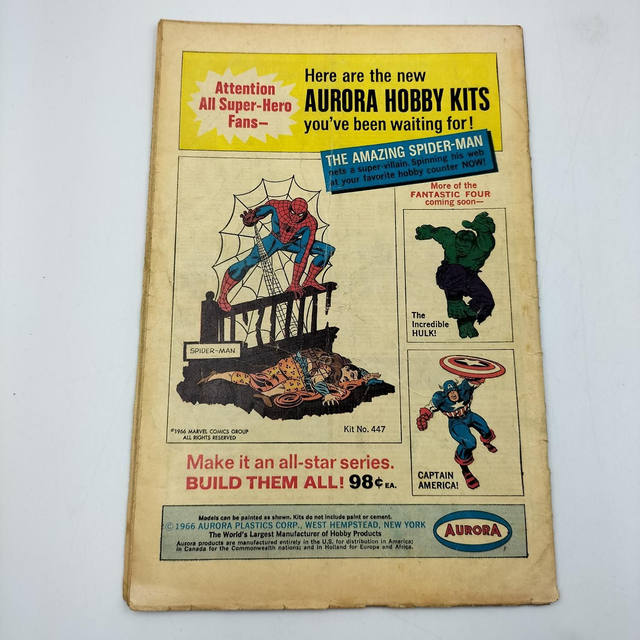 Attention
All Super-Hero
Fans—
Here are the new
AURORA HOBBY KITS
you've been waiting for!
THE AMAZING SPIDER-MAN
nets a super-villain. Spinning his web
at your favorite hobby counter NOW!
More of the
FANTASTIC FOUR
coming soon—
The
Incredible
HULK!
SPIDER-MAN
©1966 MARVEL COMICS GROUP
ALL RIGHTS RESERVED
Kit No. 447
CAPTAIN
AMERICA!
Make it an all-star series.
BUILD THEM ALL! 98¢ EA.
Models can be painted as shown. Kits do not include paint or cement.
© 1966 AURORA PLASTICS CORP., WEST HEMPSTEAD, NEW YORK
The World's Largest Manufacturer of Hobby Products
Aurora products are manufactured entirely in the U.S. for distribution in America;
in Canada for the Commonwealth nations; and in Holland for Europe and Africa.
AURORA